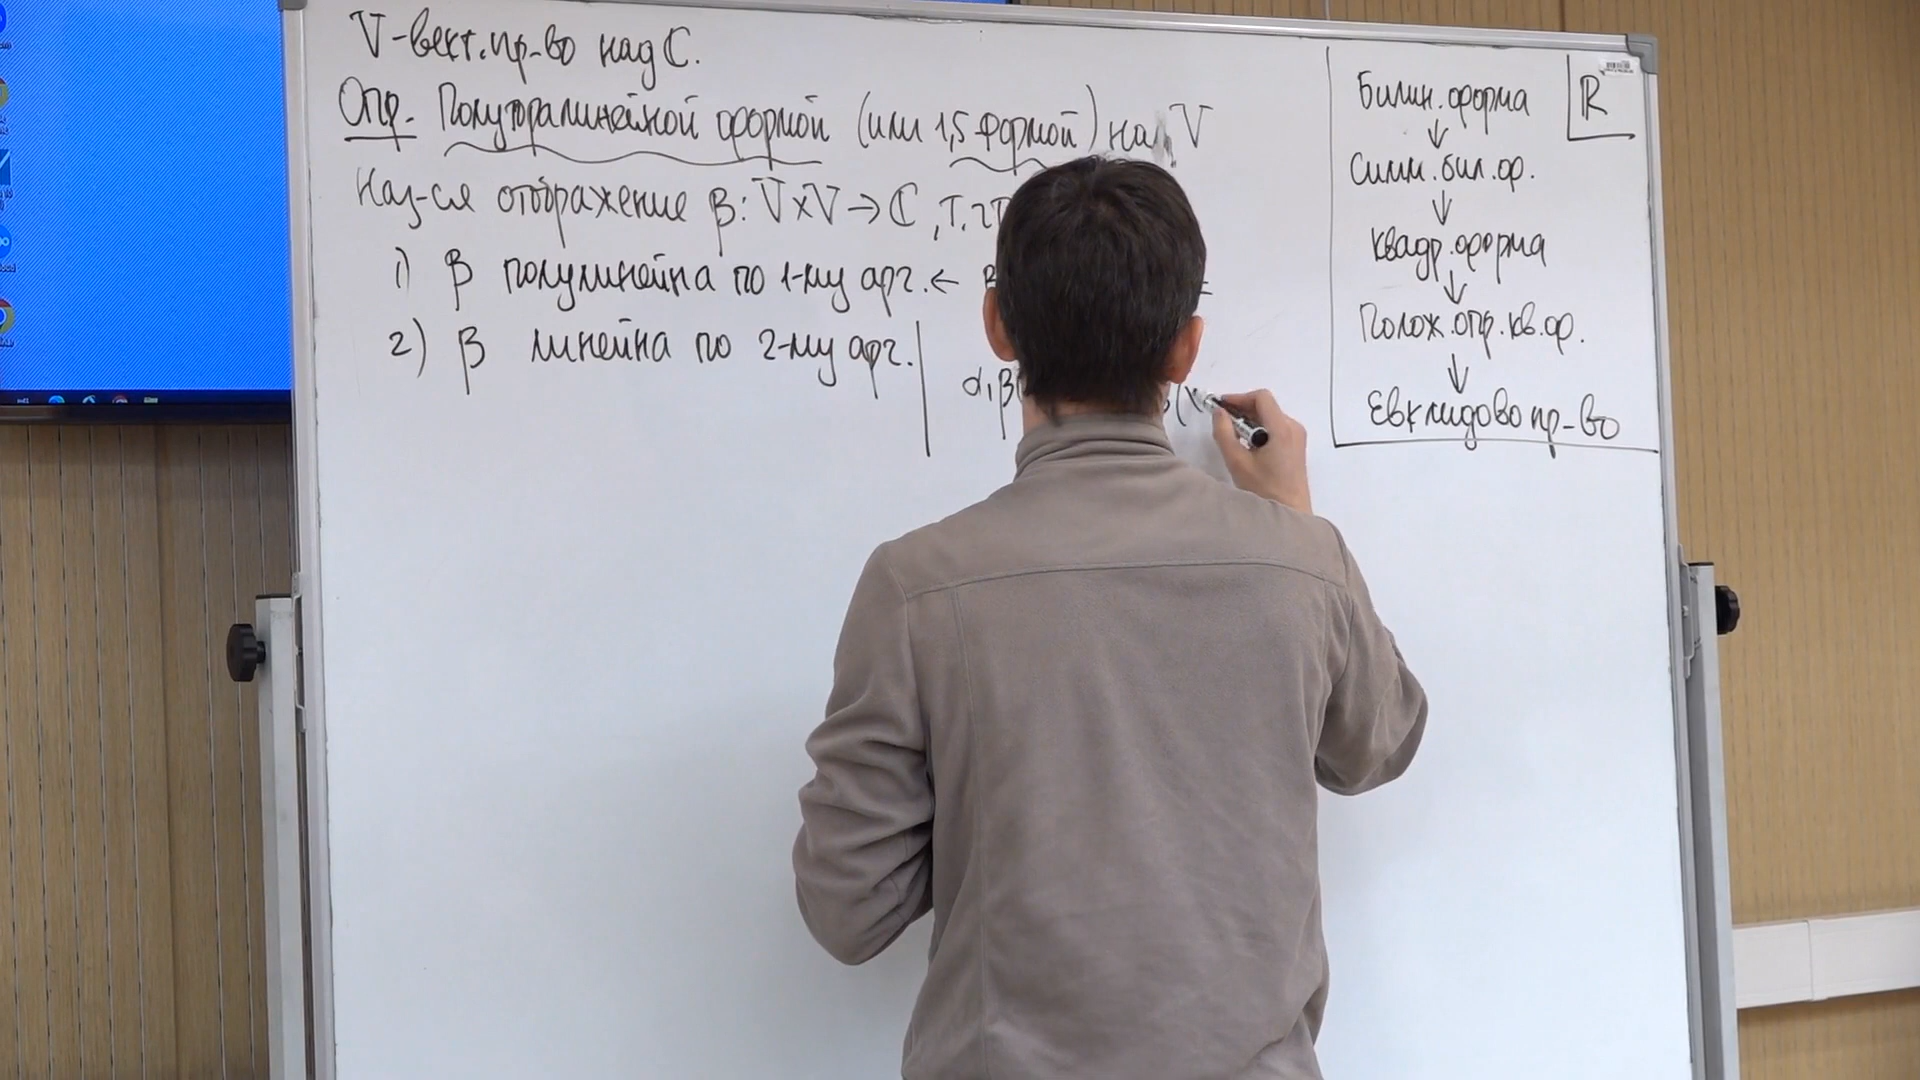 V-вект.пр-во над C.
Опр. Полуторалинейной формой (или 1,5 формой) на V
наз-ся отображение β: V×V → ℂ, т.что
1) β полулинейна по 1-му арг. ←
2) β линейна по 2-му арг.
α₁β(
Билин.форма
ℝ
↓
Симм.бил.ф.
↓
квадр.форма
↓
Полож.опр.кв.ф.
↓
Евклидово пр-во